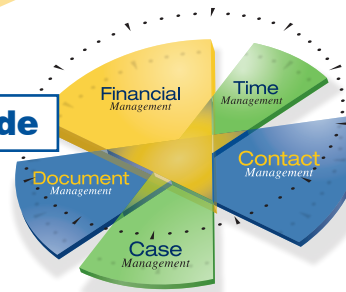 Financial
Management
Time
Management
de
Contact
Management
Document
Management
Case
Management